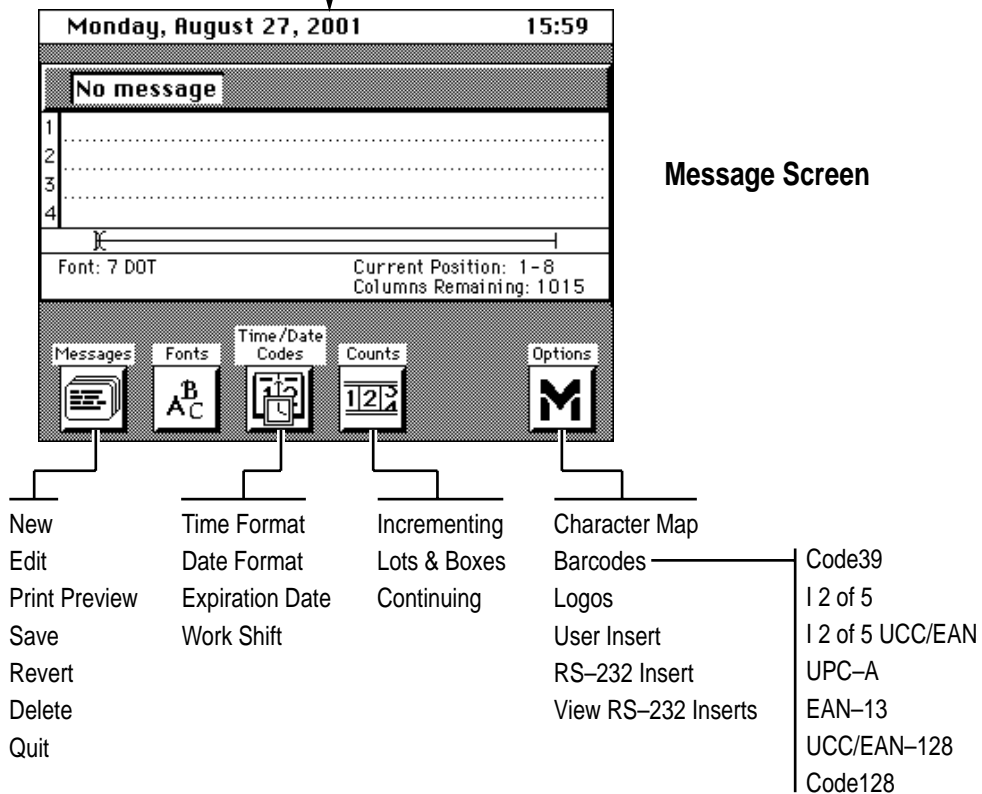 Monday, August 27, 2001 15:59
No message
1
2
3
4
Message Screen
Font: 7 DOT
Current Position: 1-8
Columns Remaining: 1015
Messages
Fonts
Time/Date
Codes
Counts
Options
A B C
12
1 2 3
M
New
Edit
Print Preview
Save
Revert
Delete
Quit
Time Format
Date Format
Expiration Date
Work Shift
Incrementing
Lots & Boxes
Continuing
Character Map
Barcodes
Logos
User Insert
RS–232 Insert
View RS–232 Inserts
Code39
I 2 of 5
I 2 of 5 UCC/EAN
UPC–A
EAN–13
UCC/EAN–128
Code128